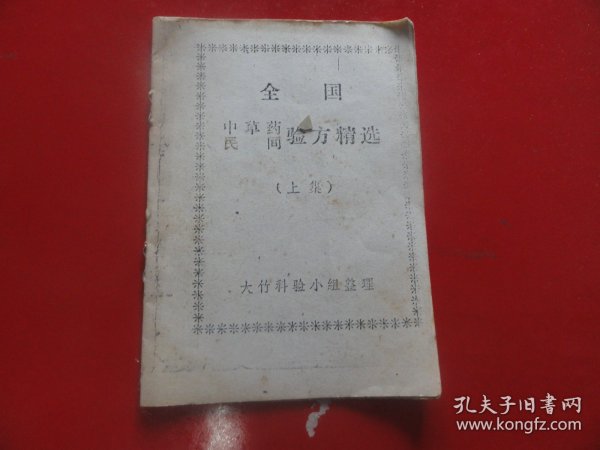 全国
中草药
民间
验方精选
(上集)
大竹科验小组整理
孔夫子旧书网
www.kongfz.com